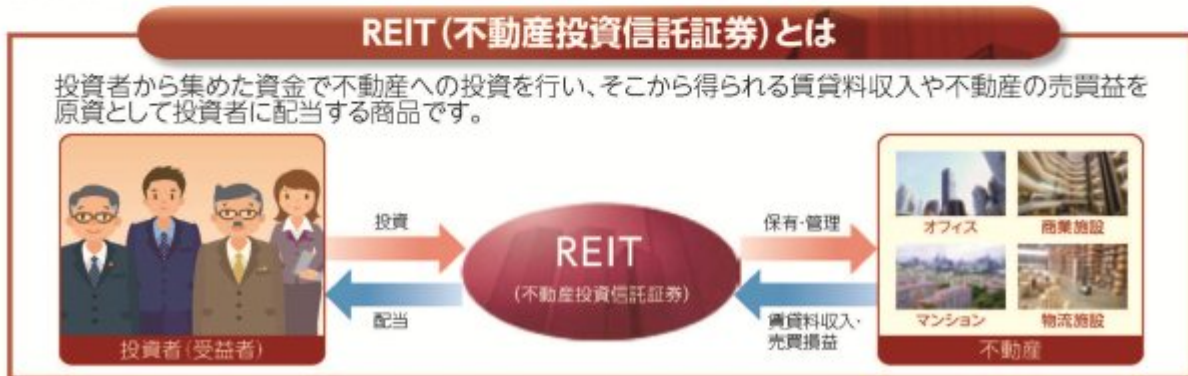 REIT(不動産投資信託証券)とは
投資者から集めた資金で不動産への投資を行い、そこから得られる賃貸料収入や不動産の売買益を
原資として投資者に配当する商品です。
投資
配当
投資者(受益者)
REIT
(不動産投資信託証券)
保有・管理
賃貸料収入・
売買損益
オフィス
商業施設
マンション
物流施設
不動産